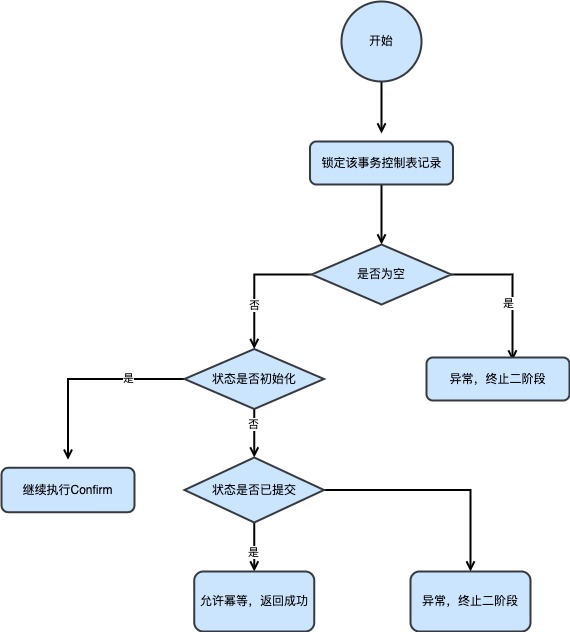 开始
锁定该事务控制表记录
是否为空
否
是
状态是否初始化
异常，终止二阶段
是
否
继续执行Confirm
状态是否已提交
是
允许幂等，返回成功
异常，终止二阶段